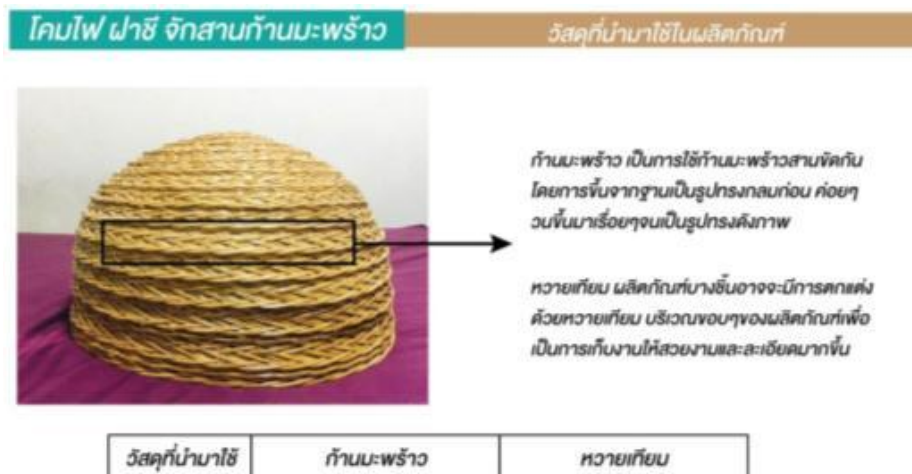 โคมไฟ ฝาชี จักสานก้านมะพร้าว
วัสดุที่นำมาใช้ในผลิตภัณฑ์
ก้านมะพร้าว เป็นการใช้ก้านมะพร้าวสานขัดกัน
โดยการขึ้นจากฐานเป็นรูปทรงกลมก่อน ค่อยๆ
วนขึ้นมาเรื่อยๆจนเป็นรูปทรงดังภาพ
หวายเทียม ผลิตภัณฑ์บางชิ้นอาจจะมีการตกแต่ง
ด้วยหวายเทียม บริเวณขอบๆของผลิตภัณฑ์เพื่อ
เป็นการเก็บงานให้สวยงามและละเอียดมากขึ้น
วัสดุที่นำมาใช้ ก้านมะพร้าว หวายเทียม